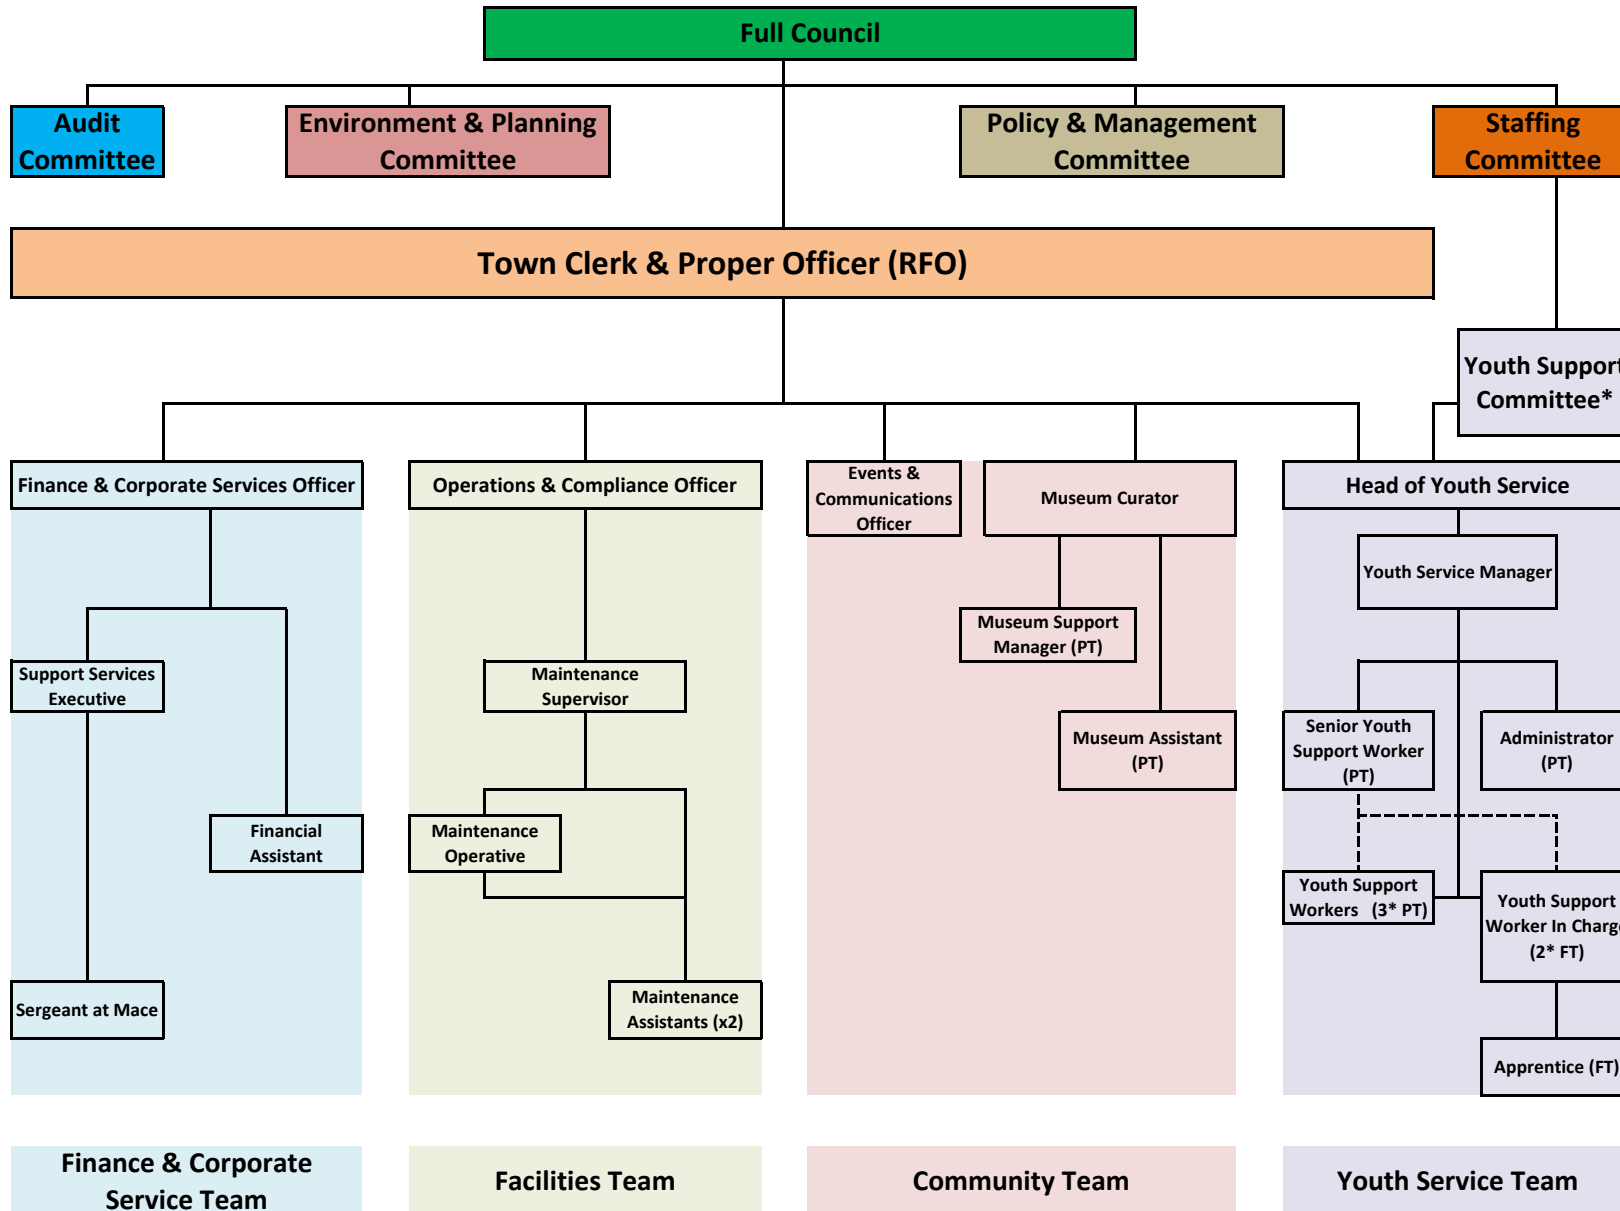 Full Council
Audit
Committee
Environment & Planning
Committee
Policy & Management
Committee
Staffing
Committee
Town Clerk & Proper Officer (RFO)
Youth Support
Committee*
Finance & Corporate Services Officer
Operations & Compliance Officer
Events &
Communications
Officer
Museum Curator
Head of Youth Service
Youth Service Manager
Museum Support
Manager (PT)
Support Services
Executive
Maintenance
Supervisor
Museum Assistant
(PT)
Senior Youth
Support Worker
(PT)
Administrator
(PT)
Financial
Assistant
Maintenance
Operative
Youth Support
Workers (3* PT)
Youth Support
Worker In Charge
(2* FT)
Sergeant at Mace
Maintenance
Assistants (x2)
Apprentice (FT)
Finance & Corporate
Service Team
Facilities Team
Community Team
Youth Service Team